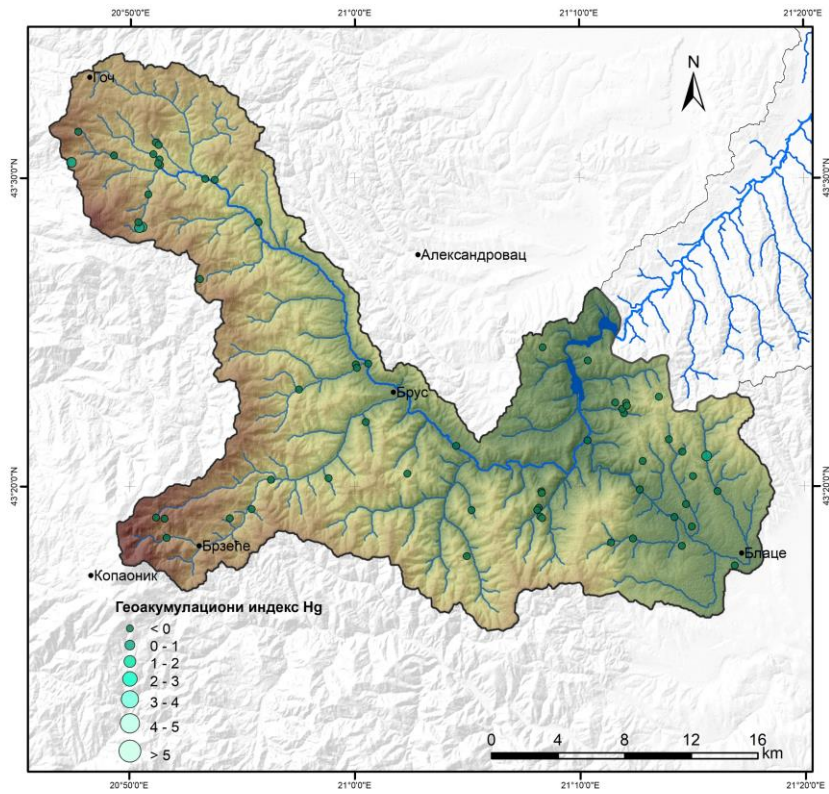 20°50'0"E 21°0'0"E 21°10'0"E 21°20'0"E
N
Гоч
43°30'0"N 43°30'0"N
Александровац
Брус
43°20'0"N 43°20'0"N
Брзеће
Блаце
Копаоник
Геоакумулациони индекс Hg
< 0
0 - 1
1 - 2
2 - 3
3 - 4
4 - 5
> 5
0 4 8 12 16
km
20°50'0"E 21°0'0"E 21°10'0"E 21°20'0"E